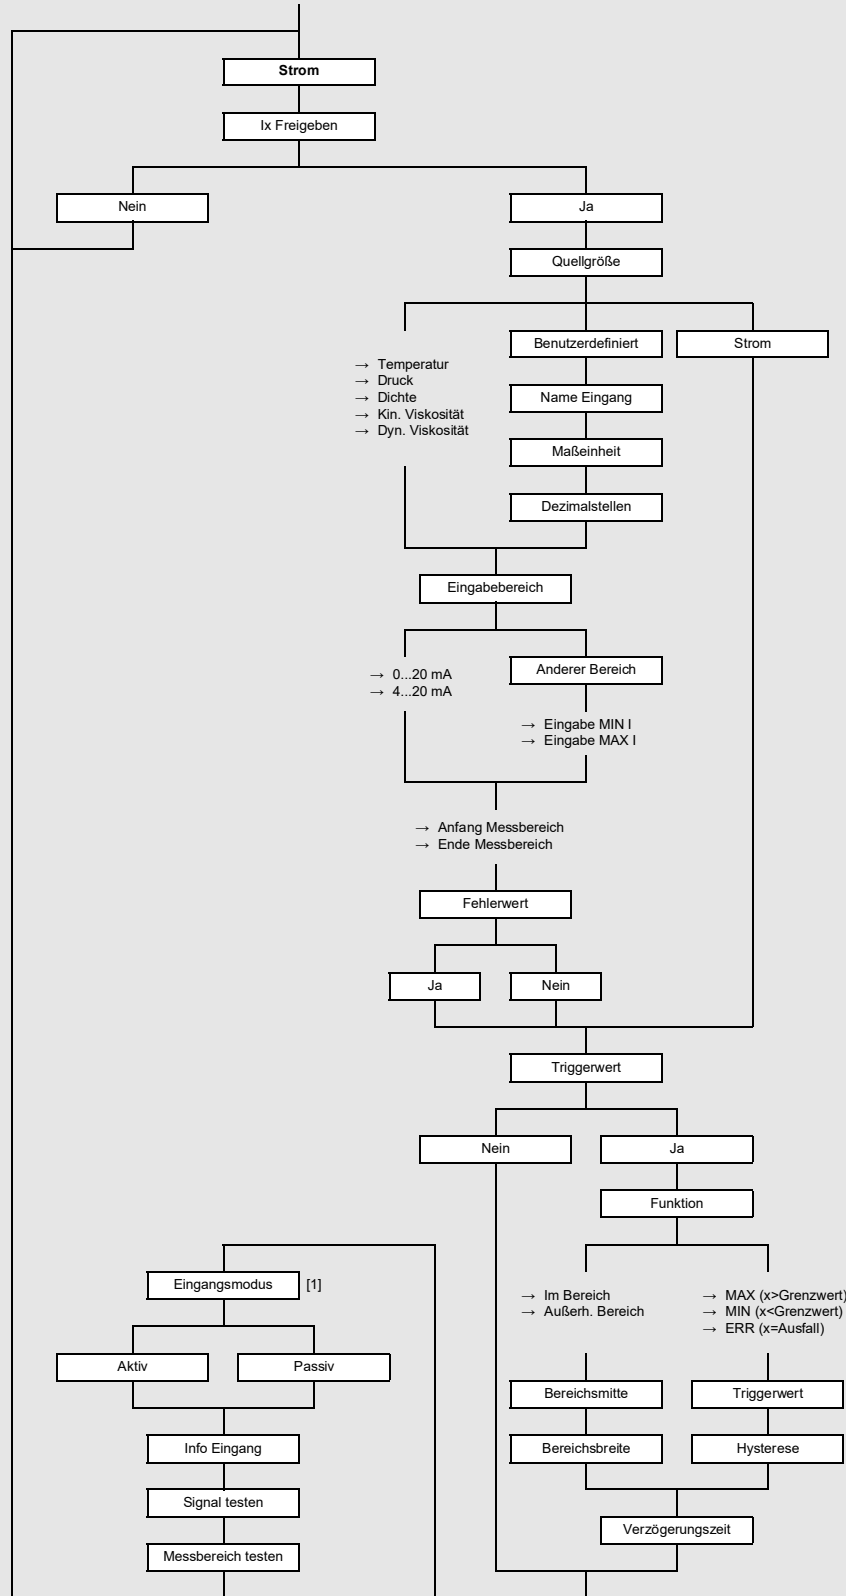 Strom
Ix Freigeben
Nein
Ja
Quellgröße
Benutzerdefiniert
Strom
→ Temperatur
→ Druck
→ Dichte
→ Kin. Viskosität
→ Dyn. Viskosität
Name Eingang
Maßeinheit
Dezimalstellen
Eingabebereich
→ 0...20 mA
→ 4...20 mA
Anderer Bereich
→ Eingabe MIN I
→ Eingabe MAX I
→ Anfang Messbereich
→ Ende Messbereich
Fehlerwert
Ja
Nein
Triggerwert
Nein
Ja
Funktion
→ Im Bereich
→ Außerh. Bereich
→ MAX (x>Grenzwert)
→ MIN (x<Grenzwert)
→ ERR (x=Ausfall)
Bereichsmitte
Triggerwert
Bereichsbreite
Hysterese
Verzögerungszeit
Eingangsmodus [1]
Aktiv
Passiv
Info Eingang
Signal testen
Messbereich testen